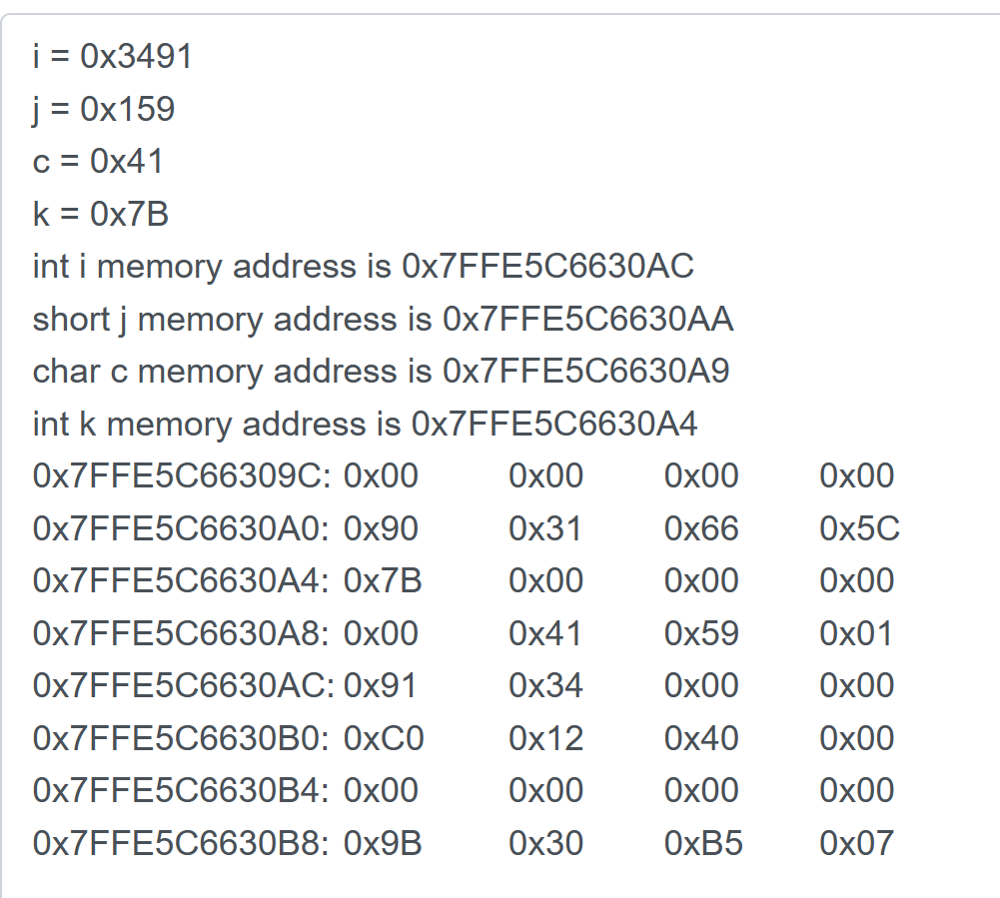 i = 0x3491
j = 0x159
c = 0x41
k = 0x7B
int i memory address is 0x7FFE5C6630AC
short j memory address is 0x7FFE5C6630AA
char c memory address is 0x7FFE5C6630A9
int k memory address is 0x7FFE5C6630A4
0x7FFE5C66309C: 0x00 0x00 0x00 0x00
0x7FFE5C6630A0: 0x90 0x31 0x66 0x5C
0x7FFE5C6630A4: 0x7B 0x00 0x00 0x00
0x7FFE5C6630A8: 0x00 0x41 0x59 0x01
0x7FFE5C6630AC: 0x91 0x34 0x00 0x00
0x7FFE5C6630B0: 0xC0 0x12 0x40 0x00
0x7FFE5C6630B4: 0x00 0x00 0x00 0x00
0x7FFE5C6630B8: 0x9B 0x30 0xB5 0x07